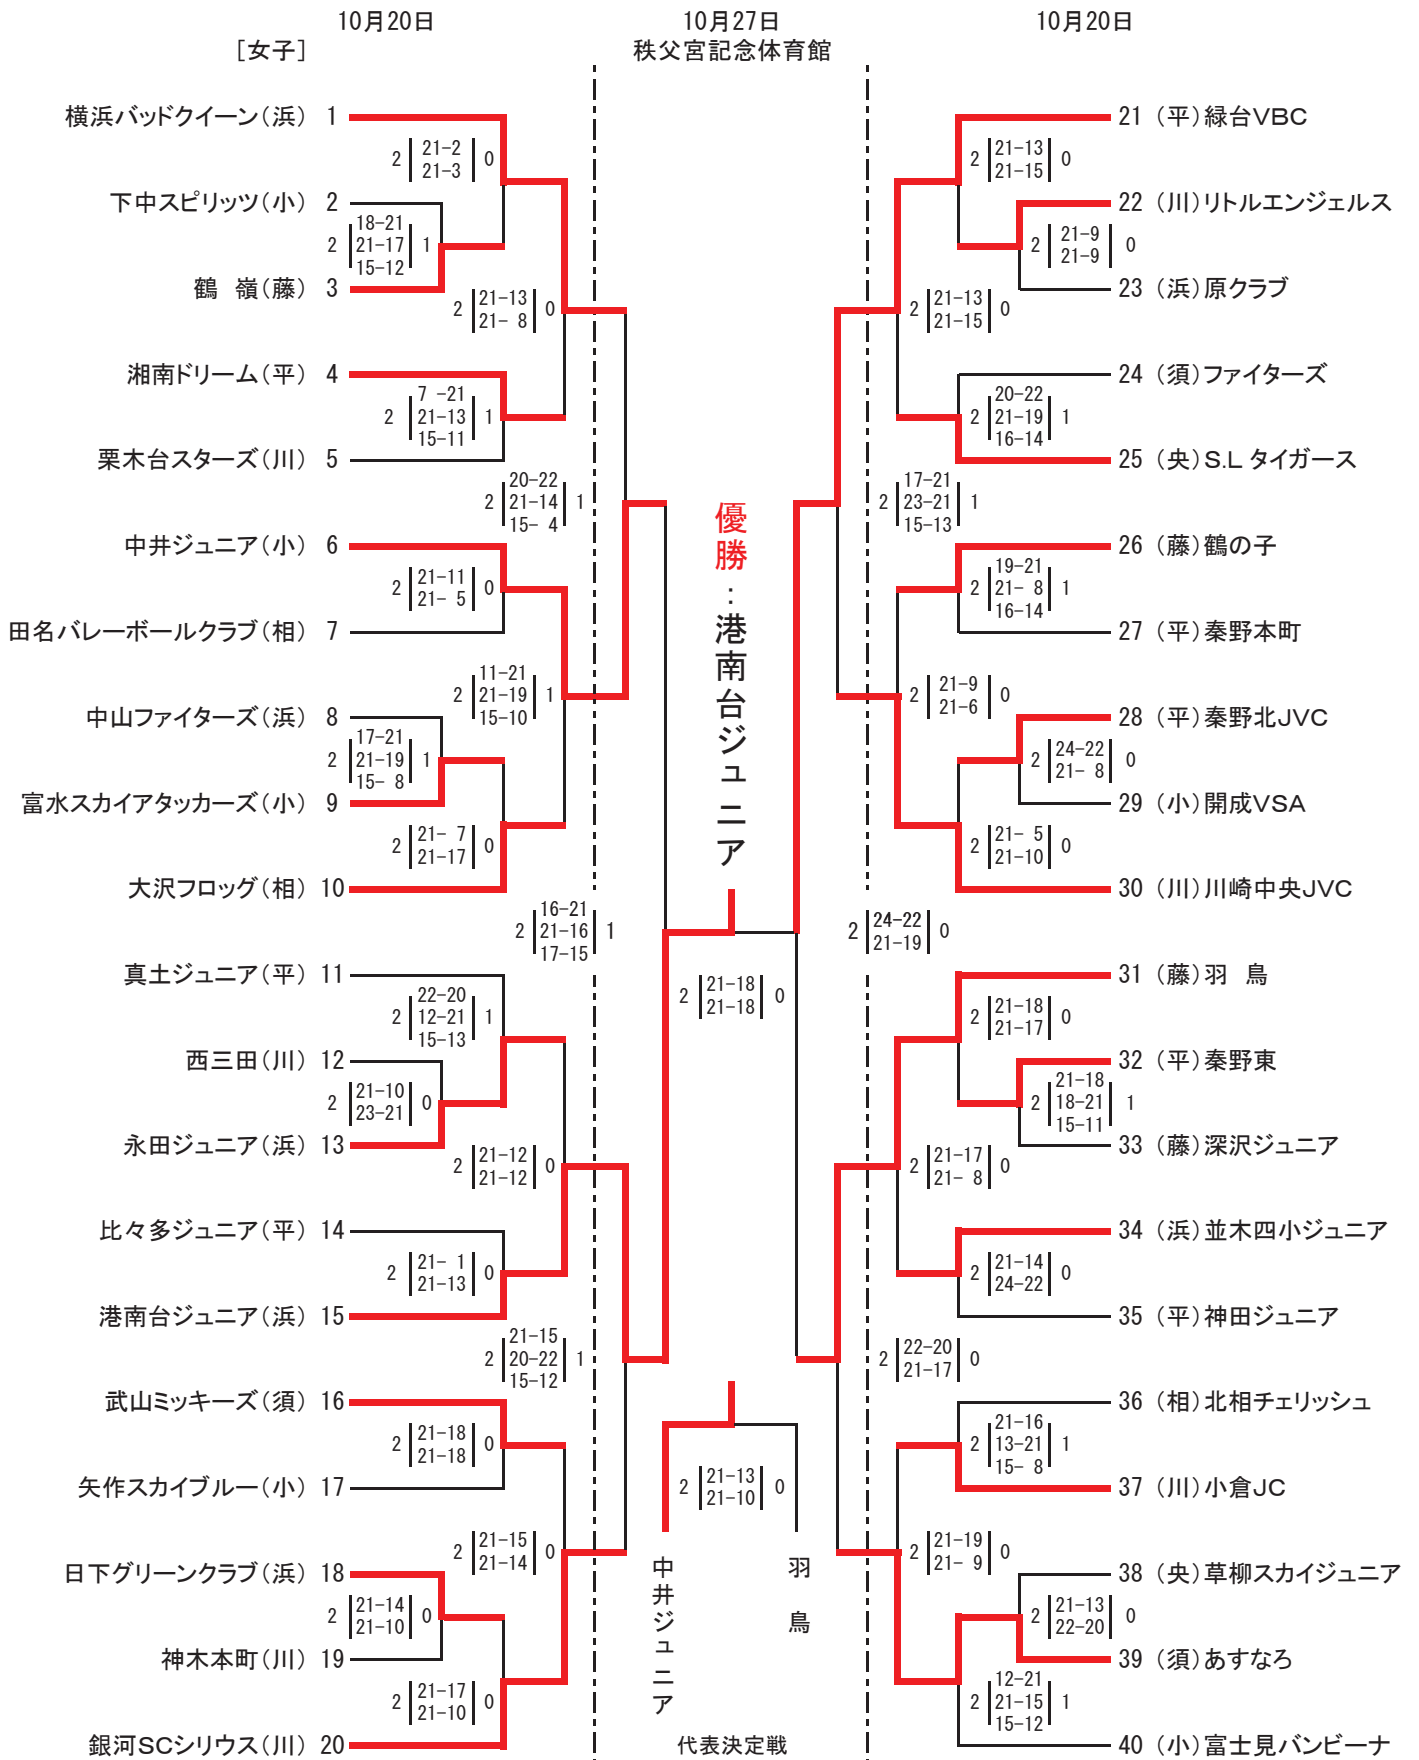 10月20日
[女子]
10月27日
秩父宮記念体育館
10月20日
横浜バッドクイーン(浜) 1
2 21-2 0
21-3
下中スピリッツ(小) 2
18-21
2 21-17 1
15-12
鶴 嶺(藤) 3
2 21-13 0
21- 8
湘南ドリーム(平) 4
7 -21
2 21-13 1
15-11
栗木台スターズ(川) 5
20-22
2 21-14 1
15- 4
中井ジュニア(小) 6
2 21-11 0
21- 5
田名バレーボールクラブ(相) 7
11-21
2 21-19 1
15-10
中山ファイターズ(浜) 8
17-21
2 21-19 1
15- 8
富水スカイアタッカーズ(小) 9
2 21- 7 0
21-17
大沢フロッグ(相) 10
16-21
2 21-16 1
17-15
真土ジュニア(平) 11
22-20
2 12-21 1
15-13
西三田(川) 12
2 21-10 0
23-21
永田ジュニア(浜) 13
2 21-12 0
21-12
比々多ジュニア(平) 14
2 21- 1 0
21-13
港南台ジュニア(浜) 15
21-15
2 20-22 1
15-12
武山ミッキーズ(須) 16
2 21-18 0
21-18
矢作スカイブルー(小) 17
2 21-15 0
21-14
日下グリーンクラブ(浜) 18
2 21-14 0
21-10
神木本町(川) 19
2 21-17 0
21-10
銀河SCシリウス(川) 20
優勝:港南台ジュニア
2 21-18 0
21-18
2 21-13 0
21-10
中井ジュニア
羽 鳥
代表決定戦
21 (平)緑台VBC
2 21-13 0
21-15
22 (川)リトルエンジェルス
2 21-9 0
21-9
23 (浜)原クラブ
2 21-13 0
21-15
24 (須)ファイターズ
20-22
2 21-19 1
16-14
25 (央)S.L タイガース
17-21
2 23-21 1
15-13
26 (藤)鶴の子
19-21
2 21- 8 1
16-14
27 (平)秦野本町
2 21-9 0
21-6
28 (平)秦野北JVC
2 24-22 0
21- 8
29 (小)開成VSA
2 21- 5 0
21-10
30 (川)川崎中央JVC
2 24-22 0
21-19
31 (藤)羽 鳥
2 21-18 0
21-17
32 (平)秦野東
21-18
2 18-21 1
15-11
33 (藤)深沢ジュニア
2 21-17 0
21- 8
34 (浜)並木四小ジュニア
2 21-14 0
24-22
35 (平)神田ジュニア
2 22-20 0
21-17
36 (相)北相チェリッシュ
21-16
2 13-21 1
15- 8
37 (川)小倉JC
2 21-19 0
21- 9
38 (央)草柳スカイジュニア
2 21-13 0
22-20
39 (須)あすなろ
12-21
2 21-15 1
15-12
40 (小)富士見バンビーナ